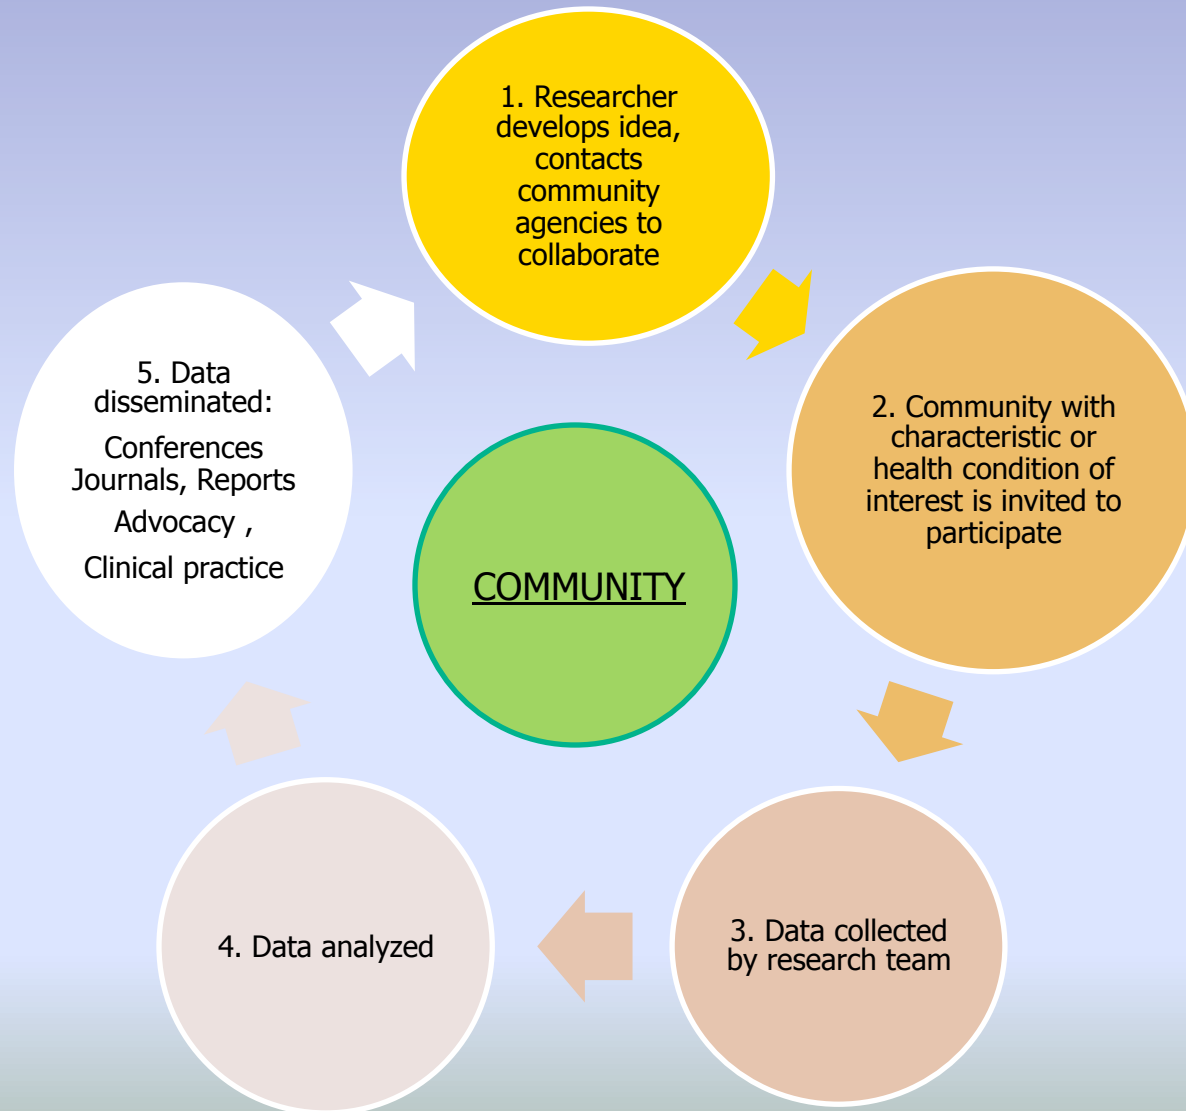 1. Researcher
develops idea,
contacts
community
agencies to
collaborate
2. Community with
characteristic or
health condition of
interest is invited to
participate
3. Data collected
by research team
4. Data analyzed
5. Data
disseminated:
Conferences
Journals, Reports
Advocacy ,
Clinical practice
COMMUNITY